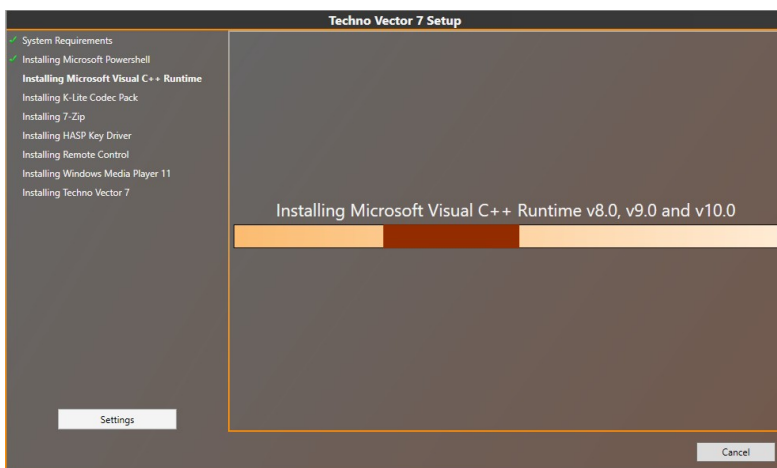 Techno Vector 7 Setup
System Requirements
Installing Microsoft Powershell
Installing Microsoft Visual C++ Runtime
Installing K-Lite Codec Pack
Installing 7-Zip
Installing HASP Key Driver
Installing Remote Control
Installing Windows Media Player 11
Installing Techno Vector 7
Installing Microsoft Visual C++ Runtime v8.0, v9.0 and v10.0
Settings
Cancel